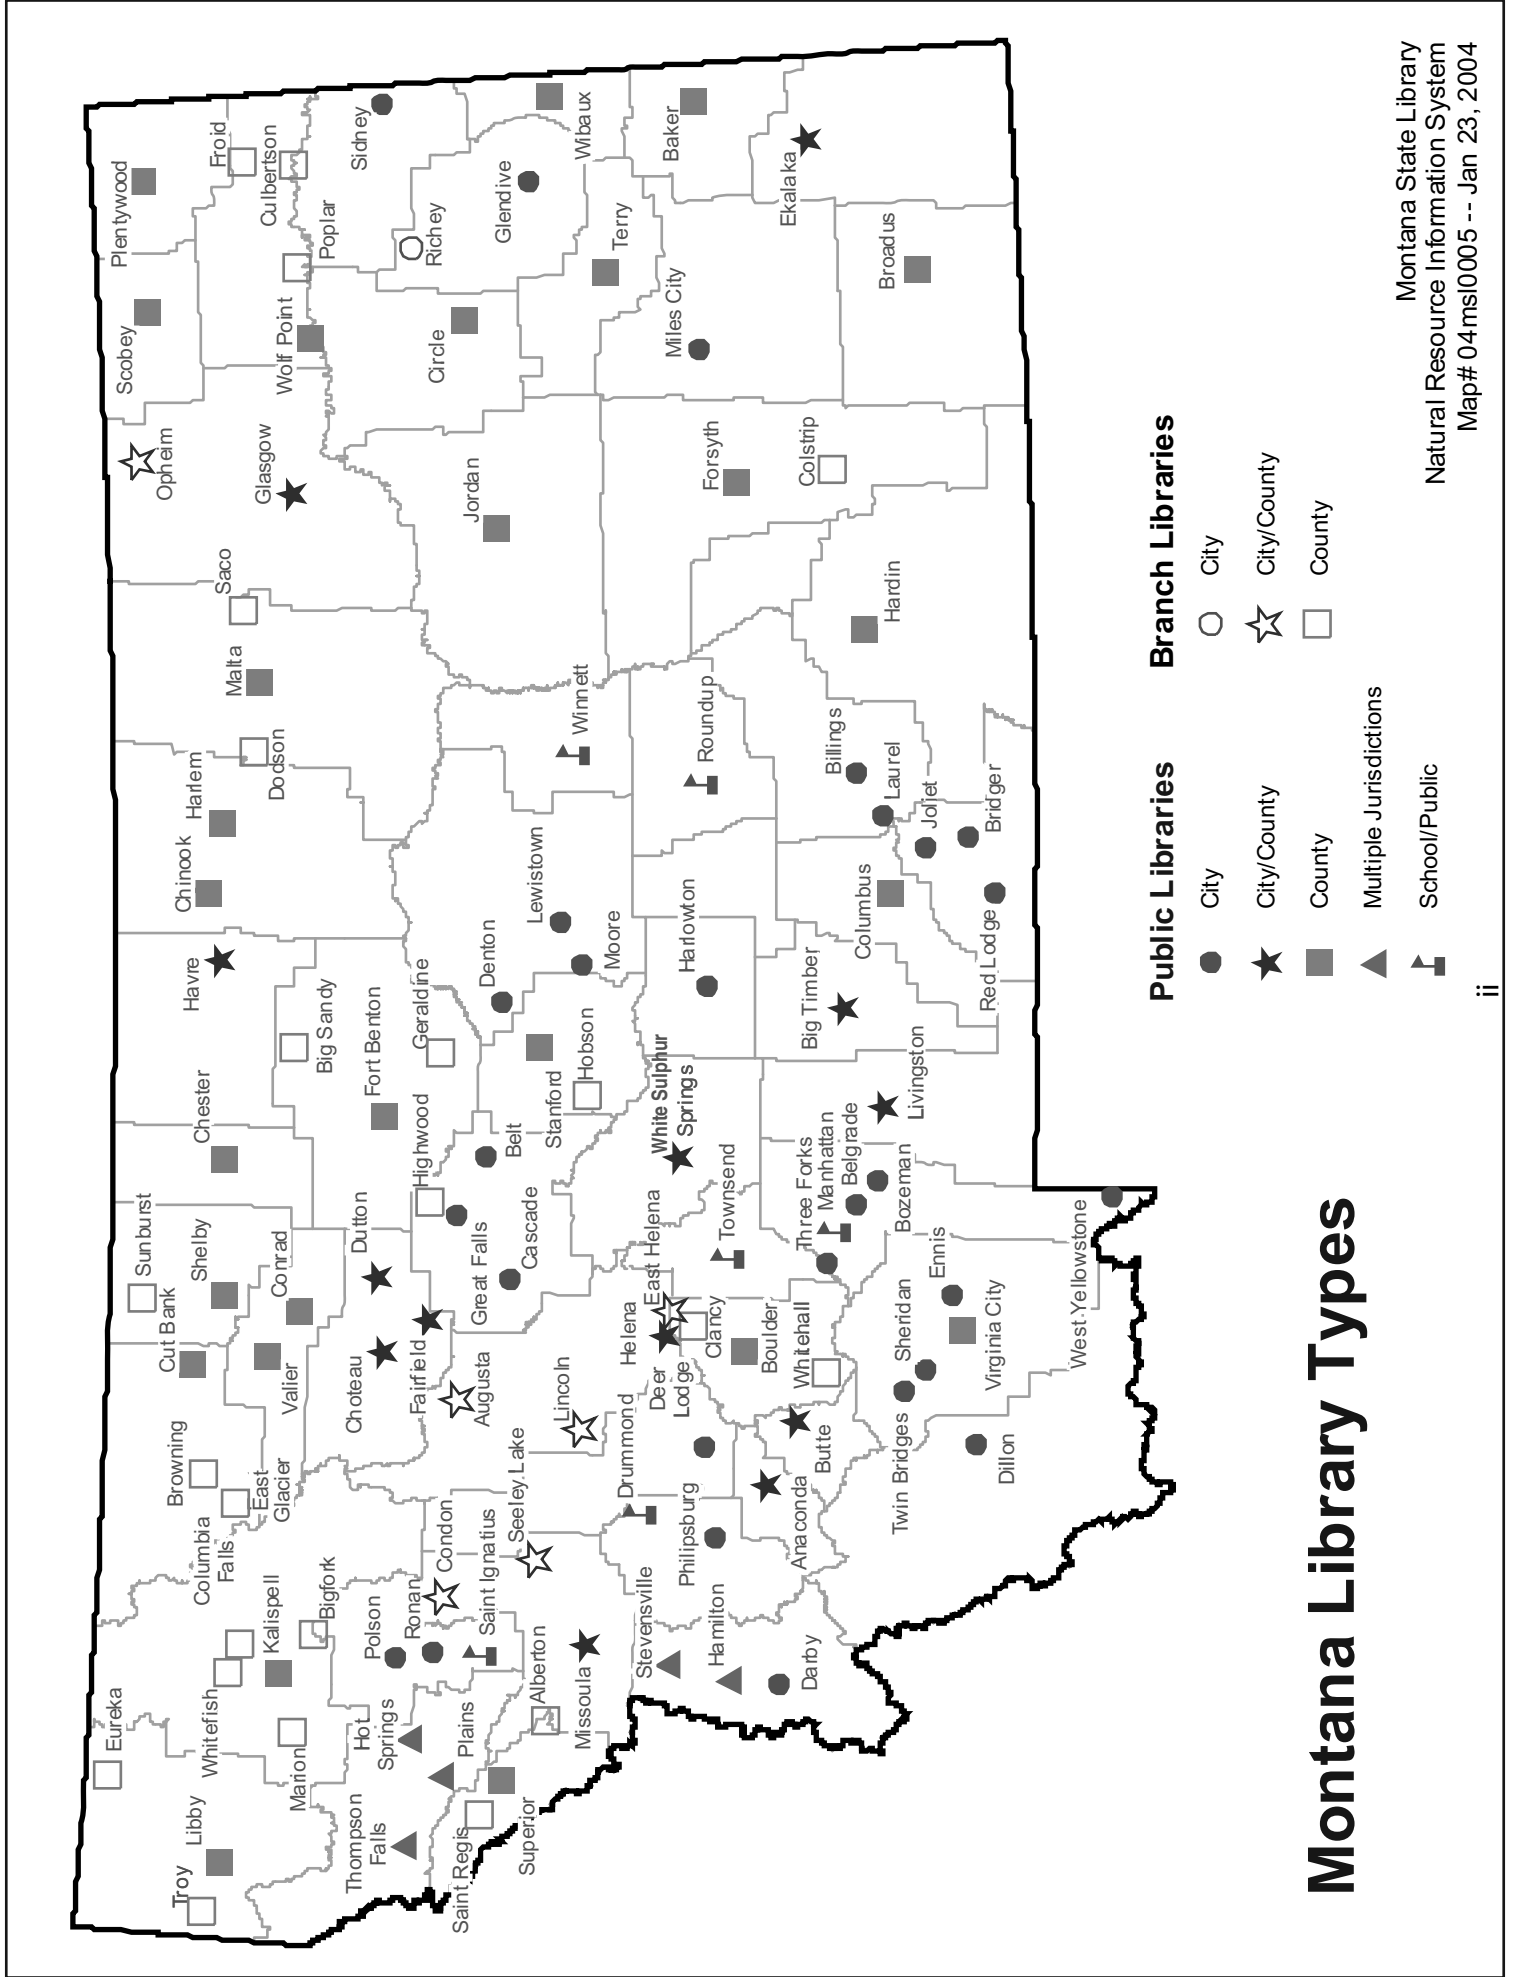 Troy
Libby
Eureka
Whitefish
Columbia
Falls
Kalispell
Marion
Bigfork
Browning
East
Glacier
Cut Bank
Sunburst
Shelby
Valier
Conrad
Chester
Havre
Big Sandy
Chinook
Harlem
Dodson
Malta
Saco
Opheim
Glasgow
Scobey
Plentywood
Froid
Culbertson
Poplar
Wolf Point
Sidney
Richey
Circle
Glendive
Wibaux
Terry
Miles City
Baker
Ekalaka
Broadus
Jordan
Forsyth
Colstrip
Hardin
Winnett
Roundup
Billings
Laurel
Joliet
Bridger
Red Lodge
Columbus
Big Timber
Harlowton
Lewistown
Moore
Denton
Stanford
Hobson
Geraldine
Fort Benton
Highwood
Belt
Great Falls
Cascade
Dutton
Choteau
Fairfield
Augusta
Lincoln
Helena
East Helena
Clancy
Boulder
Whitehall
Townsend
White Sulphur
Springs
Three Forks
Manhattan
Belgrade
Bozeman
Livingston
Ennis
Sheridan
Virginia City
Twin Bridges
Dillon
West Yellowstone
Butte
Anaconda
Deer
Lodge
Drummond
Philipsburg
Seeley Lake
Condon
Saint Ignatius
Ronan
Polson
Hot
Springs
Plains
Thompson
Falls
Saint Regis
Superior
Alberton
Missoula
Stevensville
Hamilton
Darby
Montana Library Types
Public Libraries
City
City/County
County
Multiple Jurisdictions
School/Public
Branch Libraries
City
City/County
County
Montana State Library
Natural Resource Information System
Map# 04msl0005 -- Jan 23, 2004
ii